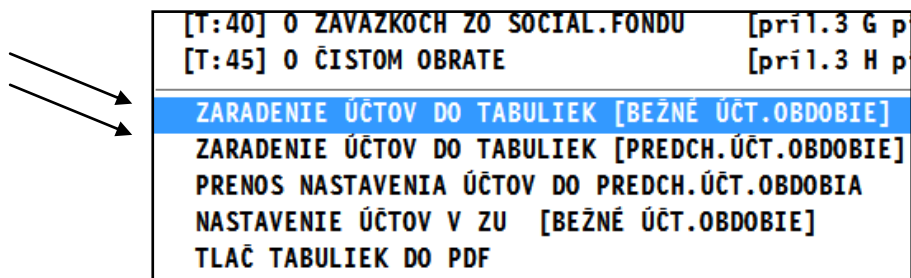 [T:40] O ZÁVÄZKOCH ZO SOCIÁL.FONDU [príl.3 G
[T:45] O ČISTOM OBRATE [príl.3 H
ZARADENIE ÚČTOV DO TABULIEK [BEŽNÉ ÚČT.OBDOBIE]
ZARADENIE ÚČTOV DO TABULIEK [PREDCH.ÚČT.OBDOBIE]
PRENOS NASTAVENIA ÚČTOV DO PREDCH.ÚČT.OBDOBIA
NASTAVENIE ÚČTOV V ZU [BEŽNÉ ÚČT.OBDOBIE]
TLAČ TABULIEK DO PDF